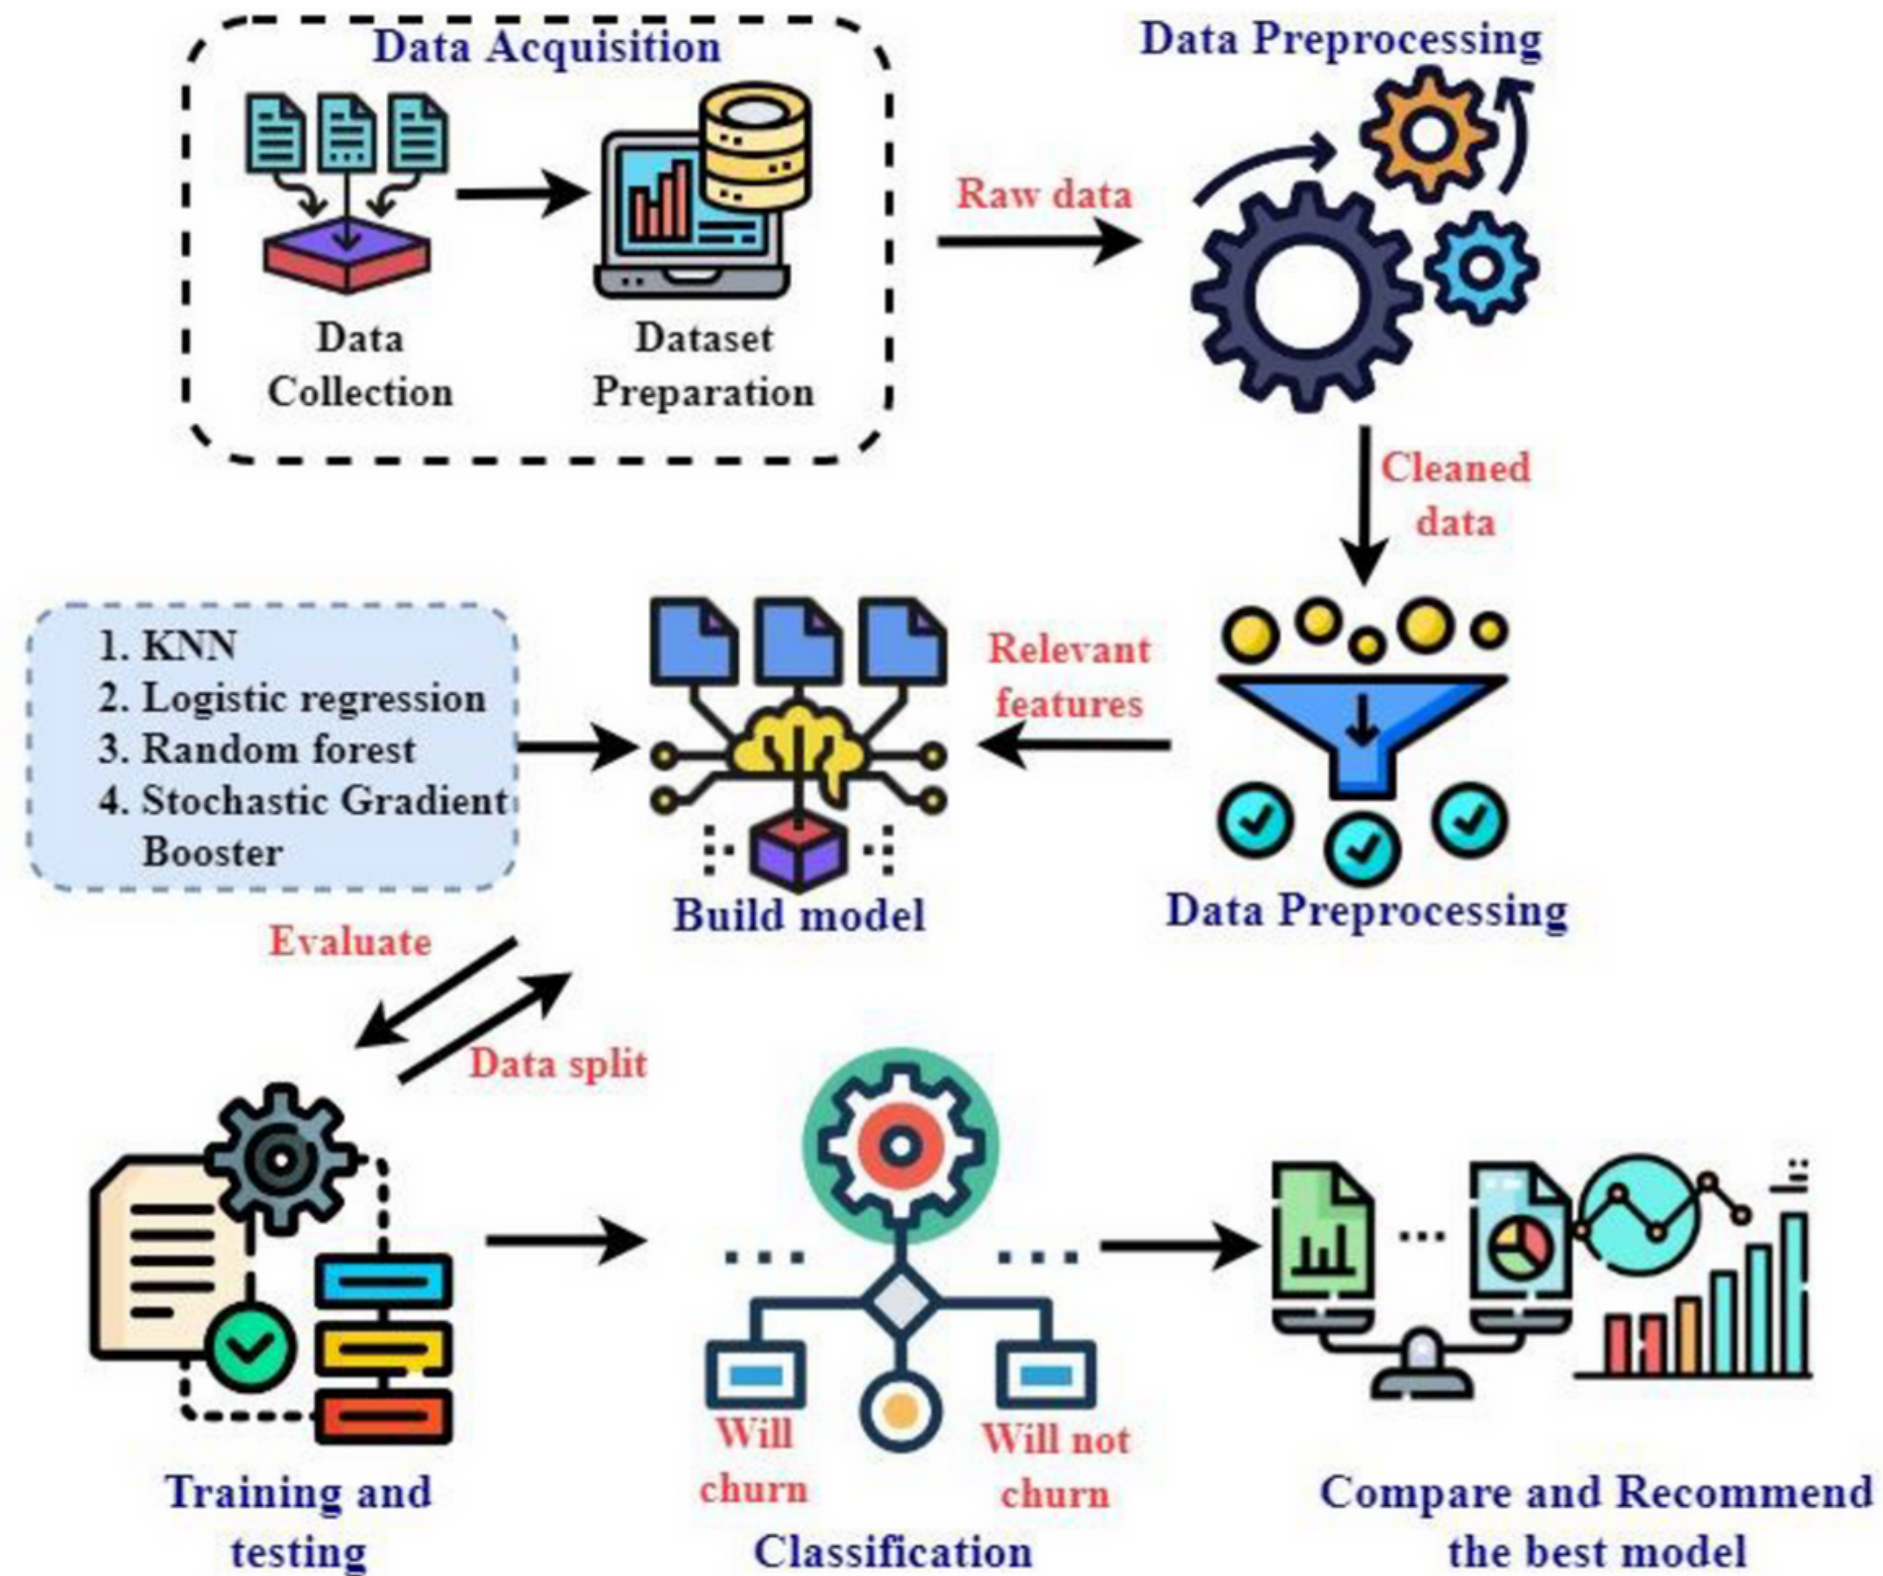 Data Acquisition
Data
Collection
Dataset
Preparation
Raw data
Data Preprocessing
Cleaned
data
1. KNN
2. Logistic regression
3. Random forest
4. Stochastic Gradient
Booster
Build model
Relevant
features
Data Preprocessing
Evaluate
Data split
Training and
testing
Will
churn
Will not
churn
Classification
Compare and Recommend
the best model